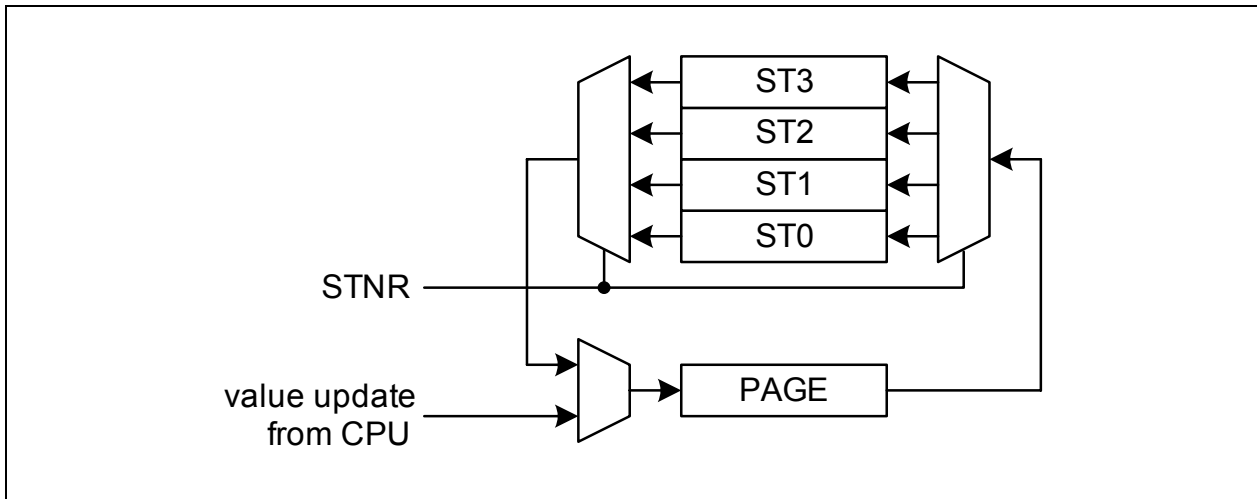 ST3
ST2
ST1
ST0
STNR
PAGE
value update
from CPU